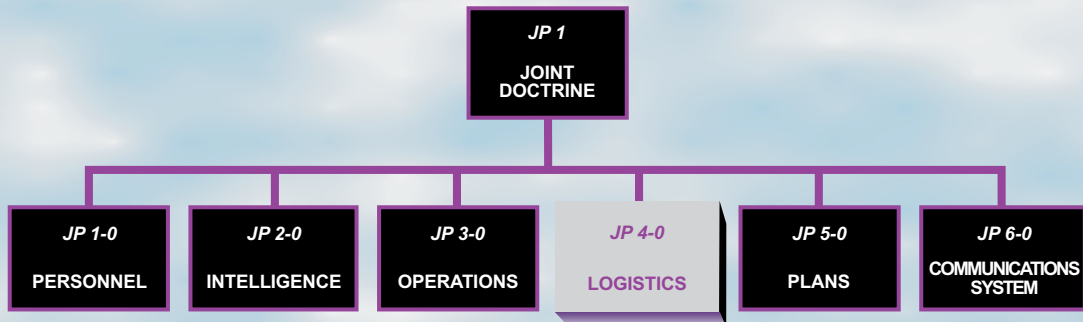 JP 1
JOINT
DOCTRINE
JP 1-0
PERSONNEL
JP 2-0
INTELLIGENCE
JP 3-0
OPERATIONS
JP 4-0
LOGISTICS
JP 5-0
PLANS
JP 6-0
COMMUNICATIONS
SYSTEM